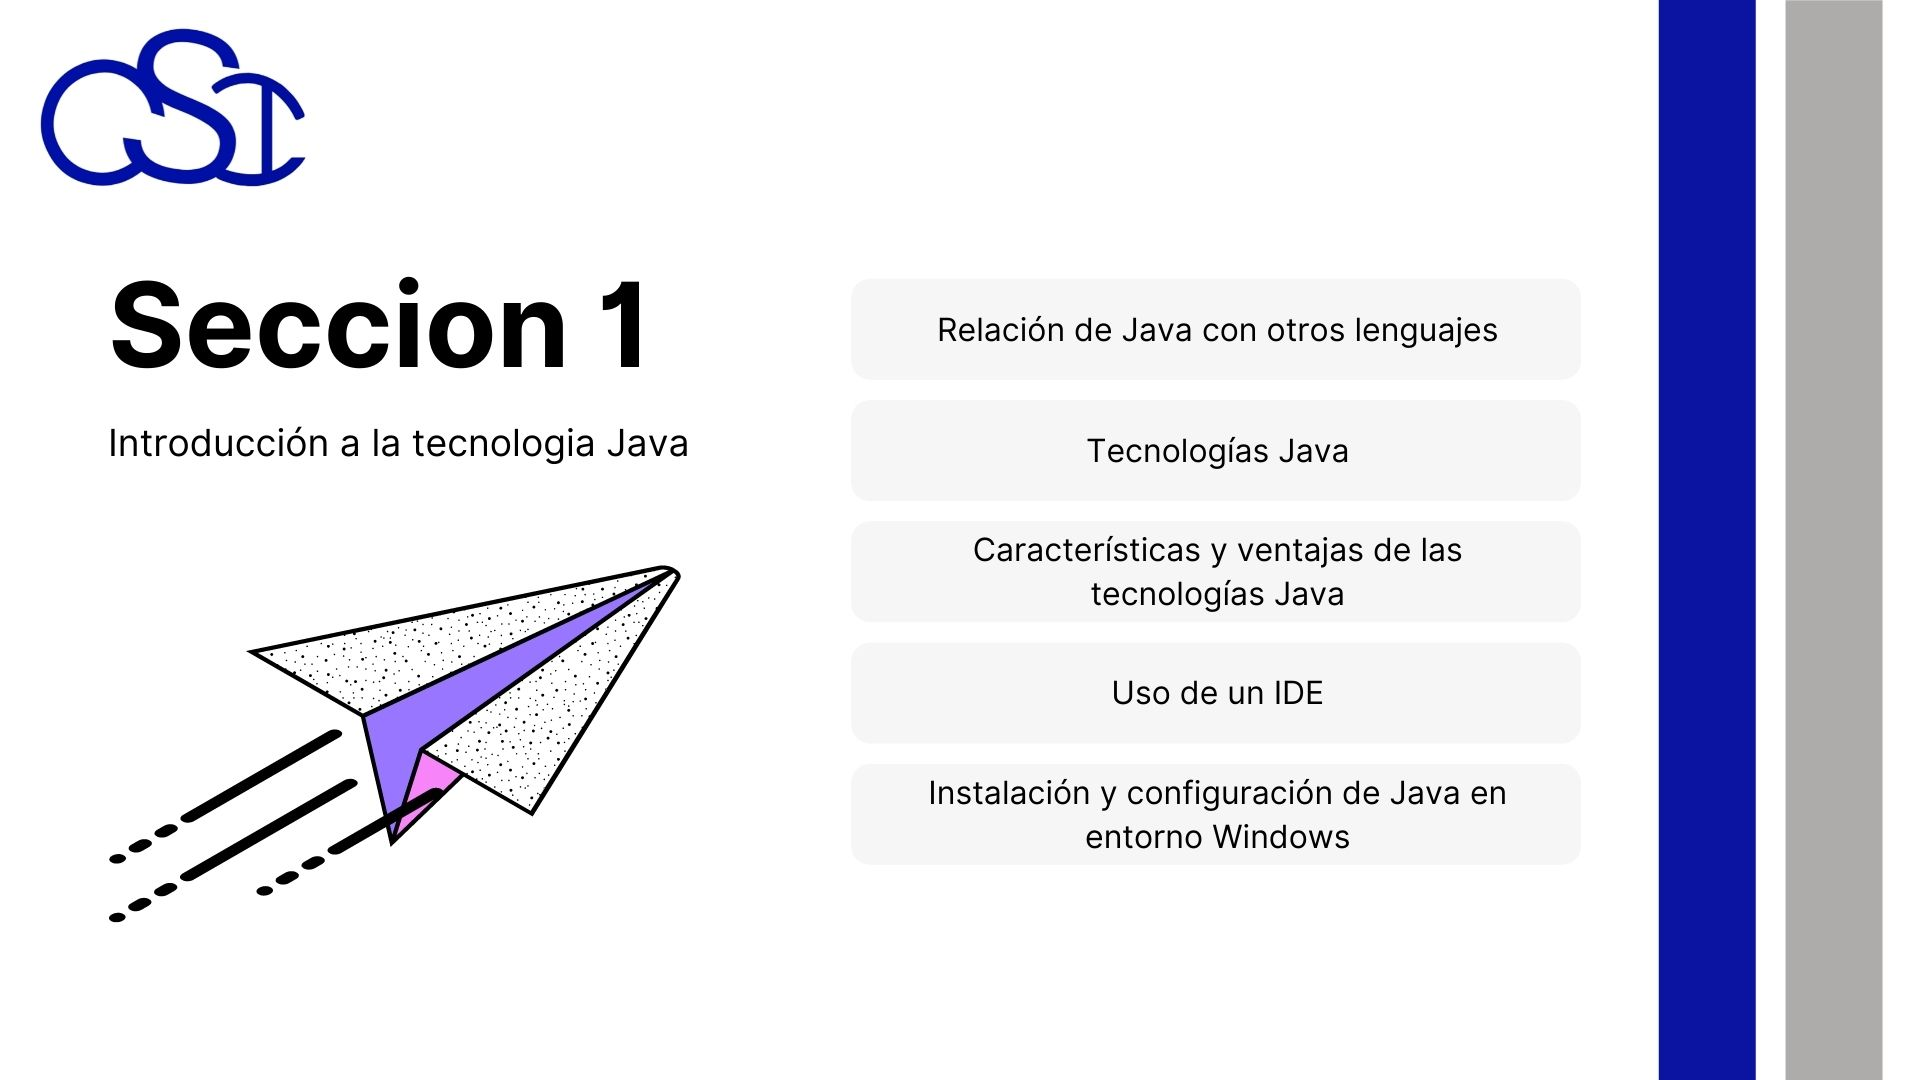 CSTI
Seccion 1
Introducción a la tecnologia Java
Relación de Java con otros lenguajes
Tecnologías Java
Características y ventajas de las
tecnologías Java
Uso de un IDE
Instalación y configuración de Java en
entorno Windows